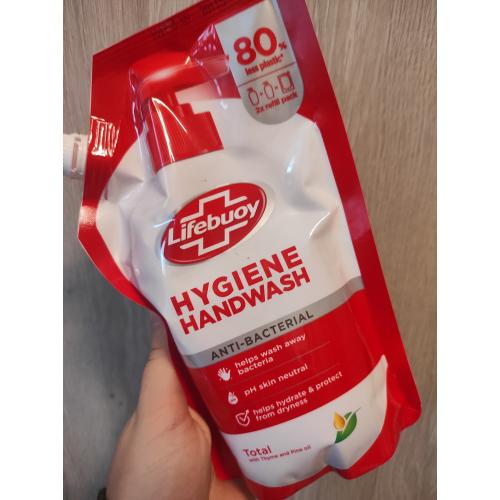 80%
less plastic*
2x refill pack
Lifebuoy
HYGIENE
HANDWASH
ANTI-BACTERIAL
helps wash away
bacteria
pH skin neutral
helps hydrate & protect
from dryness
Total
with Thyme and Pine oil